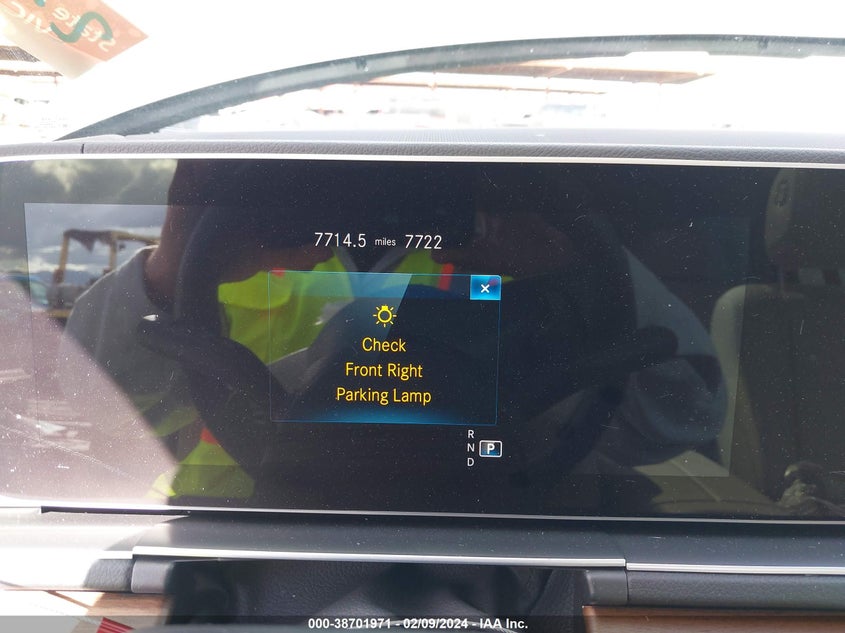 7714.5 miles 7722
×
Check
Front Right
Parking Lamp
R
N P
D
000-38701971 - 02/09/2024 - IAA Inc.